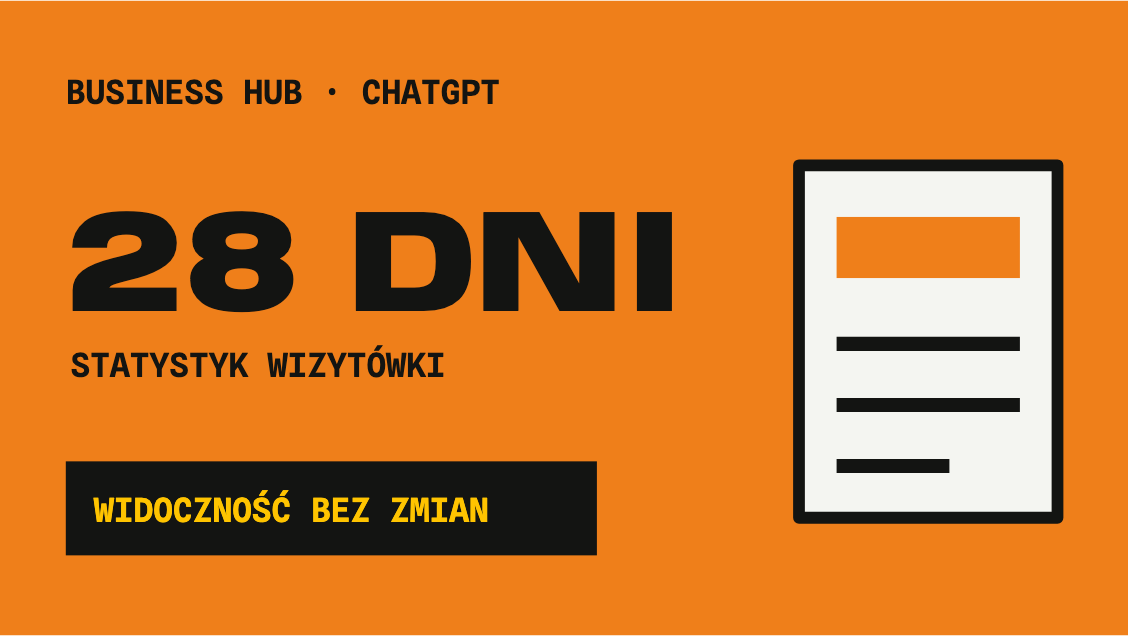 BUSINESS HUB · CHATGPT
28 DNI
STATYSTYK WIZYTÓWKI
WIDOCZNOŚĆ BEZ ZMIAN